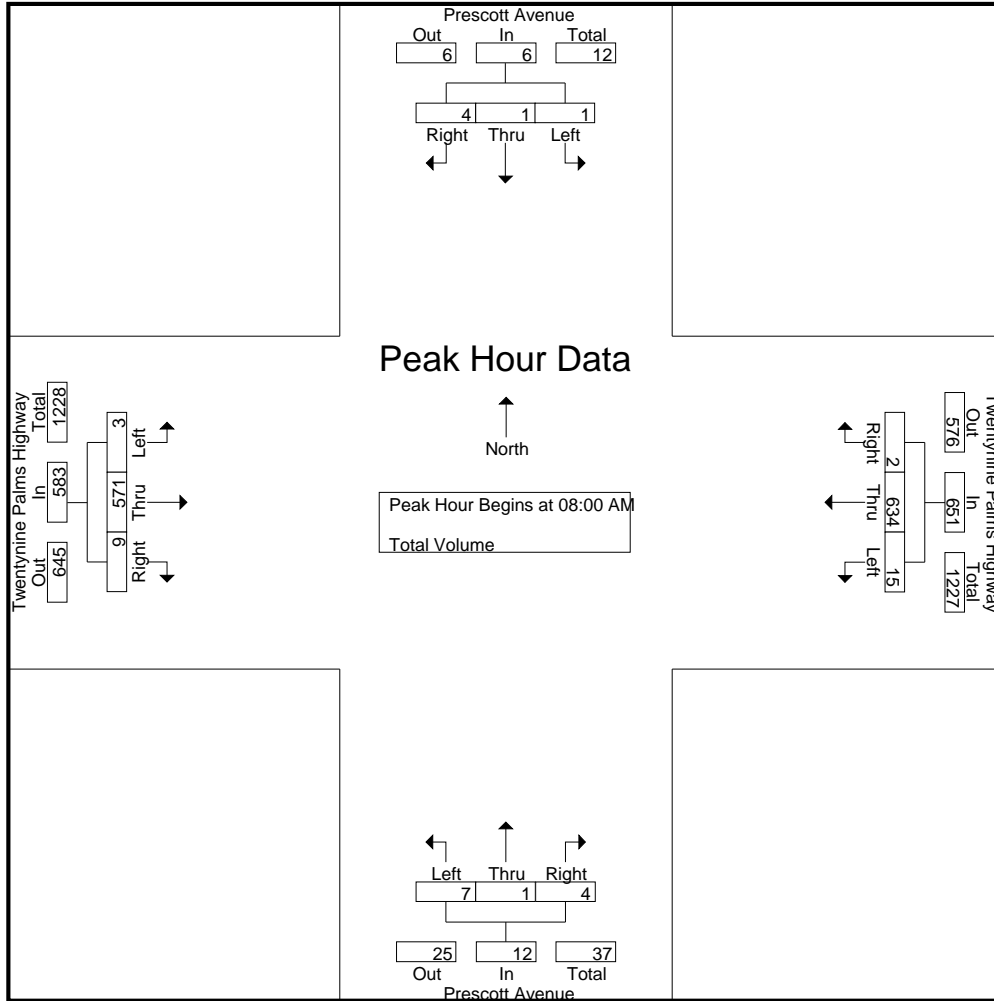 Prescott Avenue
Out In Total
6 6 12
4 1 1
Right Thru Left
Peak Hour Data
North
Peak Hour Begins at 08:00 AM
Total Volume
Twentynine Palms Highway
Total In Out
1228 583 645
3 571 9
Left Thru Right
Twentynine Palms Highway
Out In Total
576 651 1227
Right Thru Left
2 634 15
Left Thru Right
7 1 4
25 12 37
Out In Total
Prescott Avenue